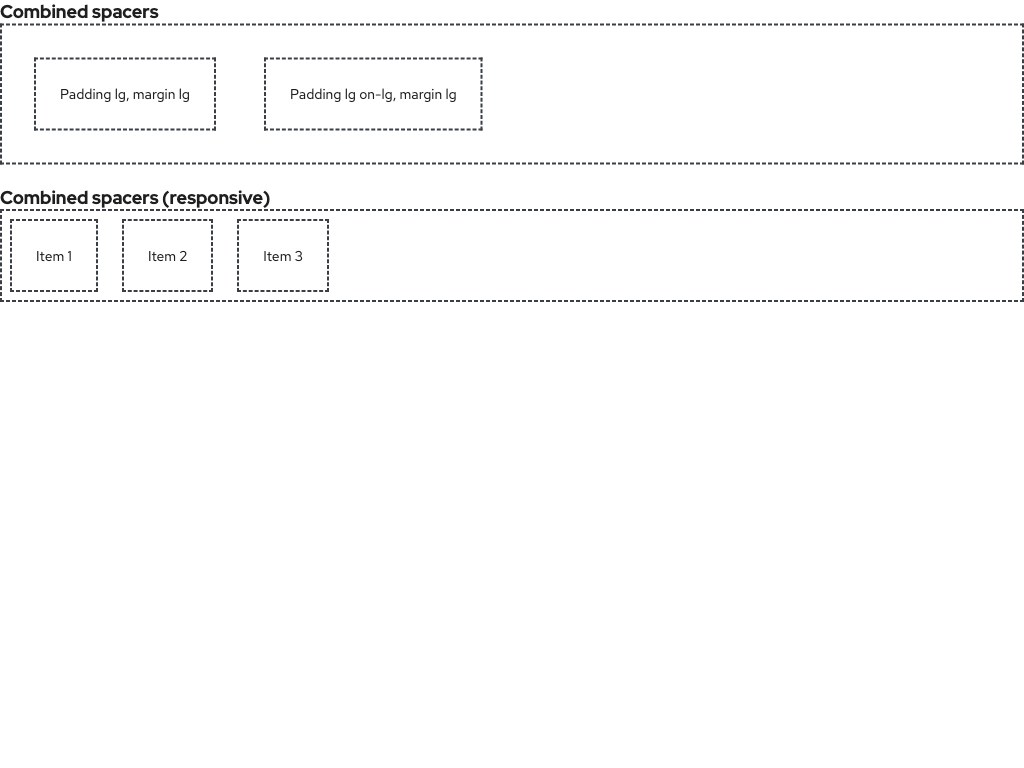 Combined spacers
Padding lg, margin lg
Padding lg on-lg, margin lg
Combined spacers (responsive)
Item 1
Item 2
Item 3